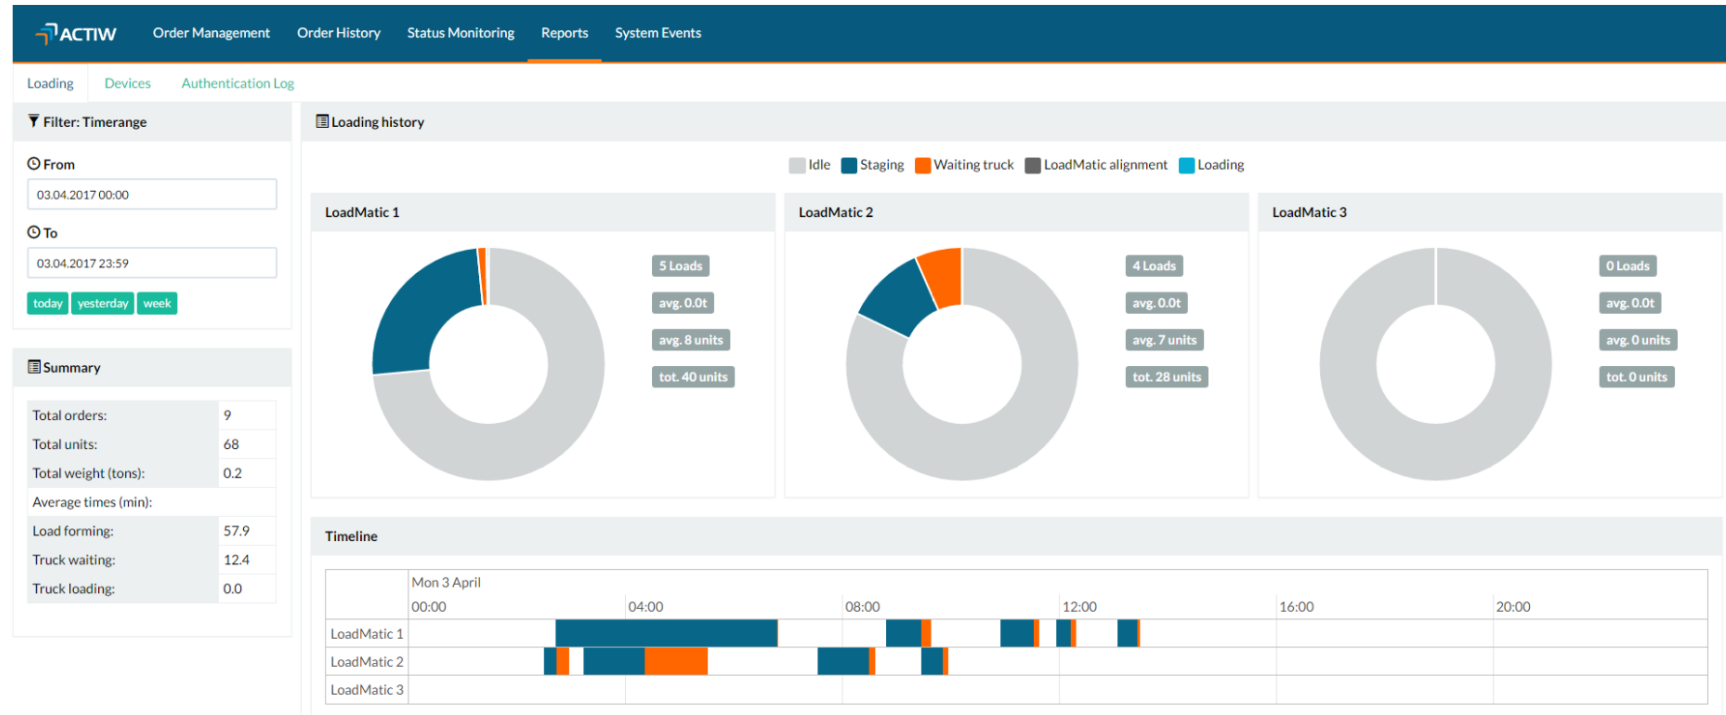 ACTIW Order Management Order History Status Monitoring Reports System Events
Loading Devices Authentication Log
Filter: Timerange
From
03.04.2017 00:00
To
03.04.2017 23:59
today yesterday week
Summary
Total orders: 9
Total units: 68
Total weight (tons): 0.2
Average times (min):
Load forming: 57.9
Truck waiting: 12.4
Truck loading: 0.0
Loading history
Idle Staging Waiting truck LoadMatic alignment Loading
LoadMatic 1
5 Loads
avg. 0.0t
avg. 8 units
tot. 40 units
LoadMatic 2
4 Loads
avg. 0.0t
avg. 7 units
tot. 28 units
LoadMatic 3
0 Loads
avg. 0.0t
avg. 0 units
tot. 0 units
Timeline
Mon 3 April
00:00 04:00 08:00 12:00 16:00 20:00
LoadMatic 1
LoadMatic 2
LoadMatic 3